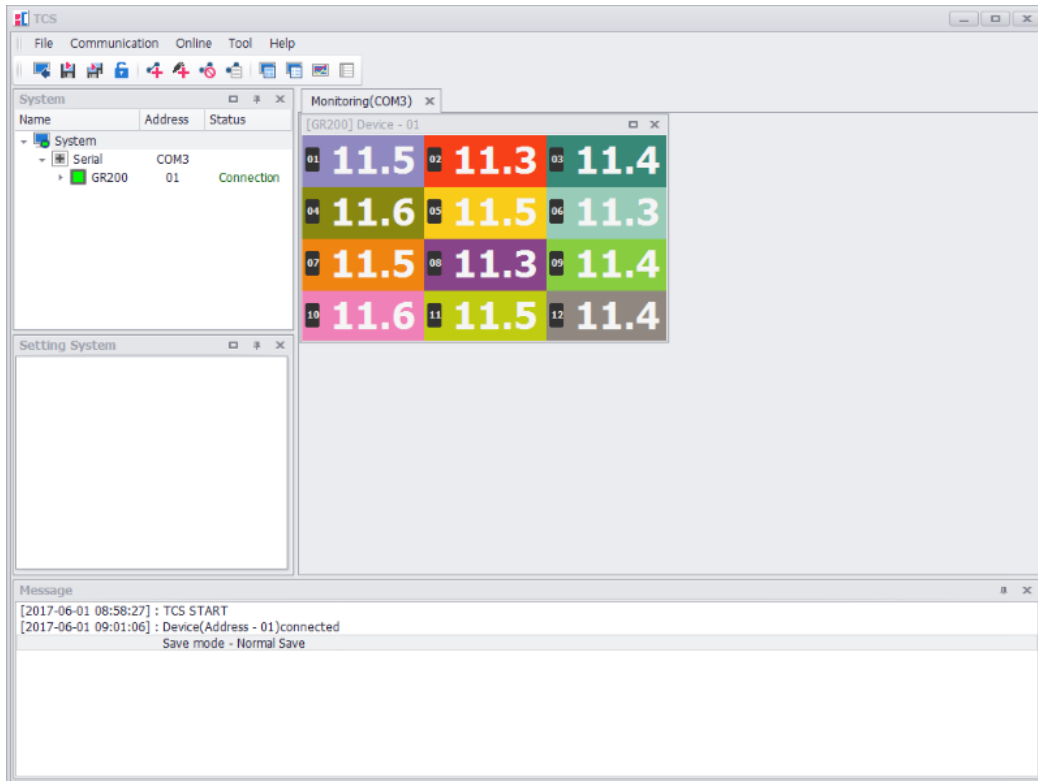 TCS
File Communication Online Tool Help
System
Name Address Status
System
Serial COM3
GR200 01 Connection
Setting System
Monitoring(COM3)
[GR200] Device - 01
01 11.5 02 11.3 03 11.4
04 11.6 05 11.5 06 11.3
07 11.5 08 11.3 09 11.4
10 11.6 11 11.5 12 11.4
Message
[2017-06-01 08:58:27] : TCS START
[2017-06-01 09:01:06] : Device(Address - 01)connected
Save mode - Normal Save